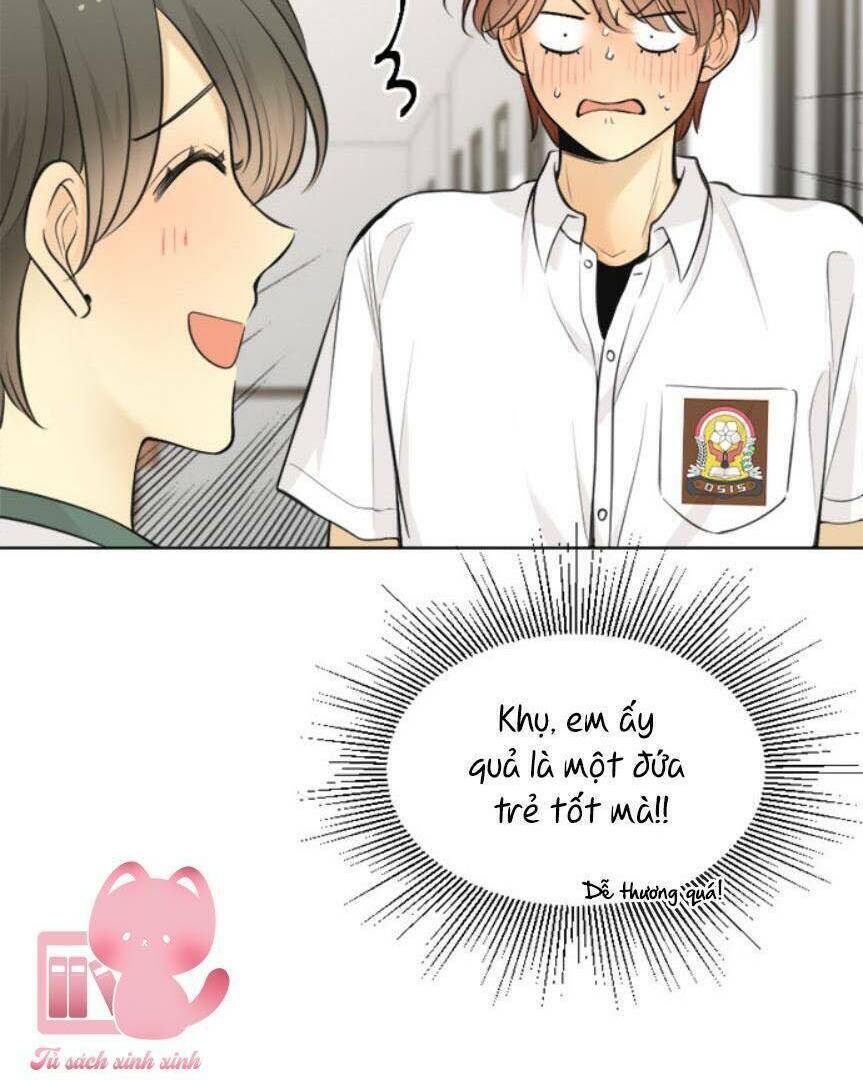 OSIS
Khụ, em ấy
quả là một đứa
trẻ tốt mà!!
Dễ thương quá!
Tủ sách xinh xinh